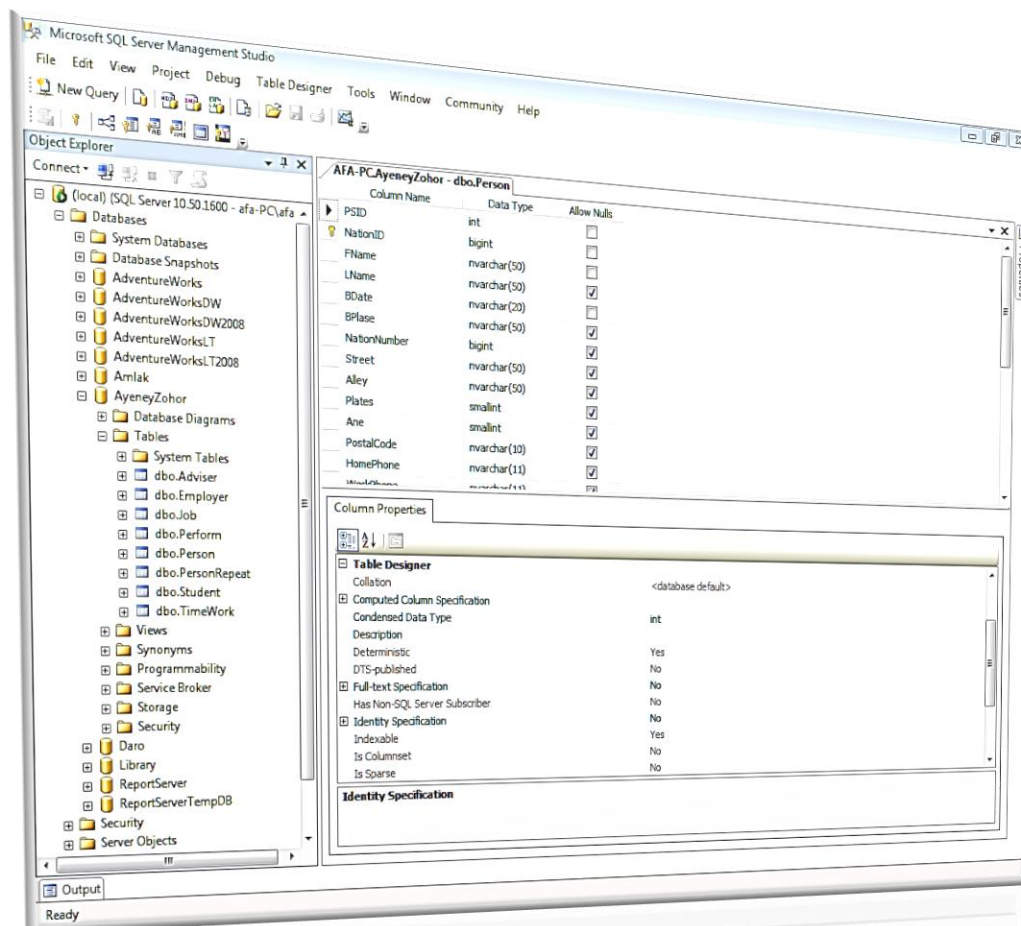 Microsoft SQL Server Management Studio
File Edit View Project Debug Table Designer Tools Window Community Help
New Query
Object Explorer
Connect
(local) (SQL Server 10.50.1600 - afa-PC\afa
Databases
System Databases
Database Snapshots
AdventureWorks
AdventureWorksDW
AdventureWorksDW2008
AdventureWorksLT
AdventureWorksLT2008
Amlak
AyeneyZohor
Database Diagrams
Tables
System Tables
dbo.Adviser
dbo.Employer
dbo.Job
dbo.Perform
dbo.Person
dbo.PersonRepeat
dbo.Student
dbo.TimeWork
Views
Synonyms
Programmability
Service Broker
Storage
Security
Daro
Library
ReportServer
ReportServerTempDB
Security
Server Objects
AFA-PC.AyeneyZohor - dbo.Person
Column Name Data Type Allow Nulls
PSID int
NationID bigint
FName nvarchar(50)
LName nvarchar(50)
BDate nvarchar(20)
BPlase nvarchar(50)
NationNumber bigint
Street nvarchar(50)
Alley nvarchar(50)
Plates smallint
Ane smallint
PostalCode nvarchar(10)
HomePhone nvarchar(11)
WorkPhone nvarchar(11)
Column Properties
Table Designer
Collation <database default>
Computed Column Specification
Condensed Data Type int
Description
Deterministic Yes
DTS-published No
Full-text Specification No
Has Non-SQL Server Subscriber No
Identity Specification No
Indexable Yes
Is Columnset No
Is Sparse No
Identity Specification
Output
Ready